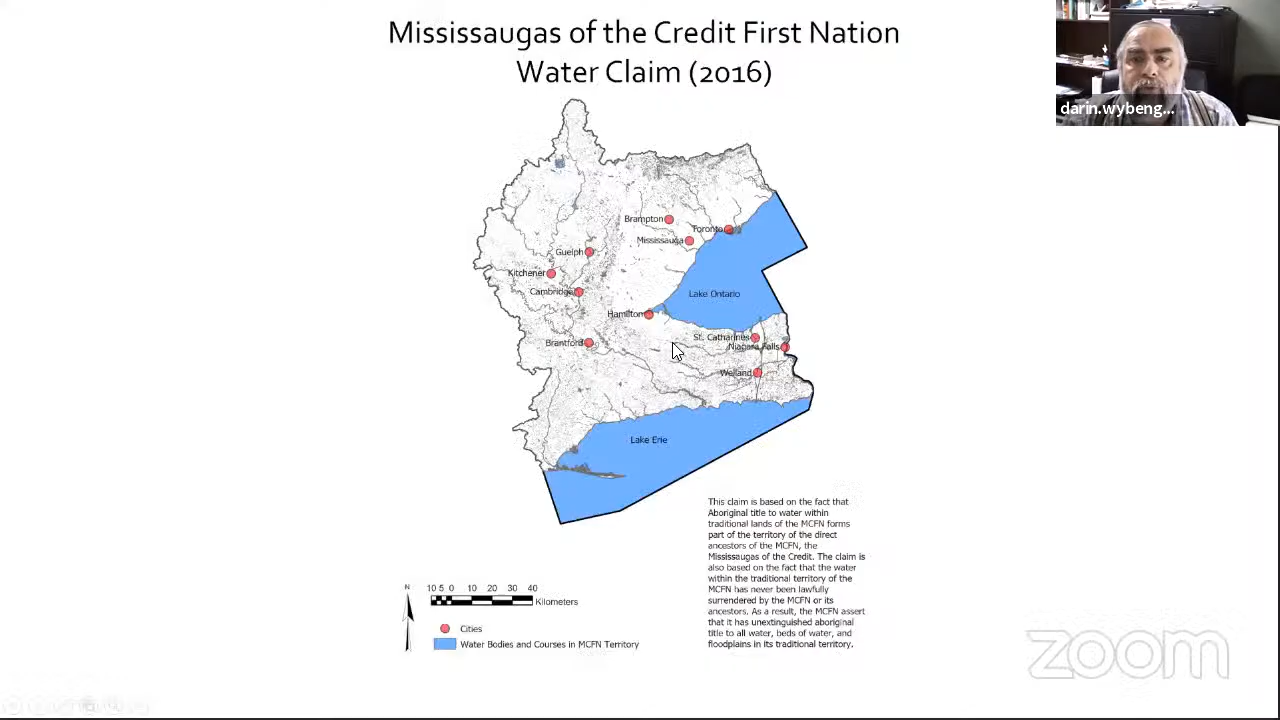 Mississaugas of the Credit First Nation
Water Claim (2016)
darin.wybeng...
Brampton
Toronto
Mississauga
Guelph
Kitchener
Cambridge
Lake Ontario
Hamilton
St. Catharines
Niagara Falls
Brantford
Welland
Lake Erie
This claim is based on the fact that
Aboriginal title to water within
traditional lands of the MCFN forms
part of the territory of the direct
ancestors of the MCFN, the
Mississaugas of the Credit. The claim is
also based on the fact that the water
within the traditional territory of the
MCFN has never been lawfully
surrendered by the MCFN or its
ancestors. As a result, the MCFN assert
that it has unextinguished aboriginal
title to all water, beds of water, and
floodplains in its traditional territory.
N
10 5 0 10 20 30 40
Kilometers
Cities
Water Bodies and Courses in MCFN Territory
zoom